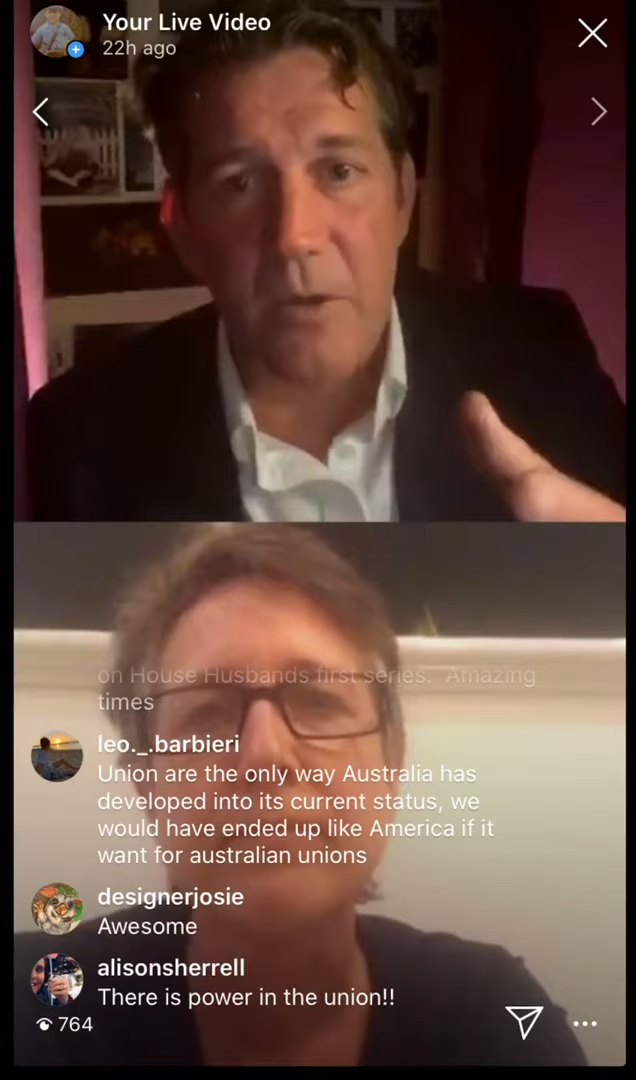 Your Live Video
22h ago
on House Husbands first series. Amazing
times
leo._.barbieri
Union are the only way Australia has
developed into its current status, we
would have ended up like America if it
want for australian unions
designerjosie
Awesome
alisonsherrell
There is power in the union!!
764